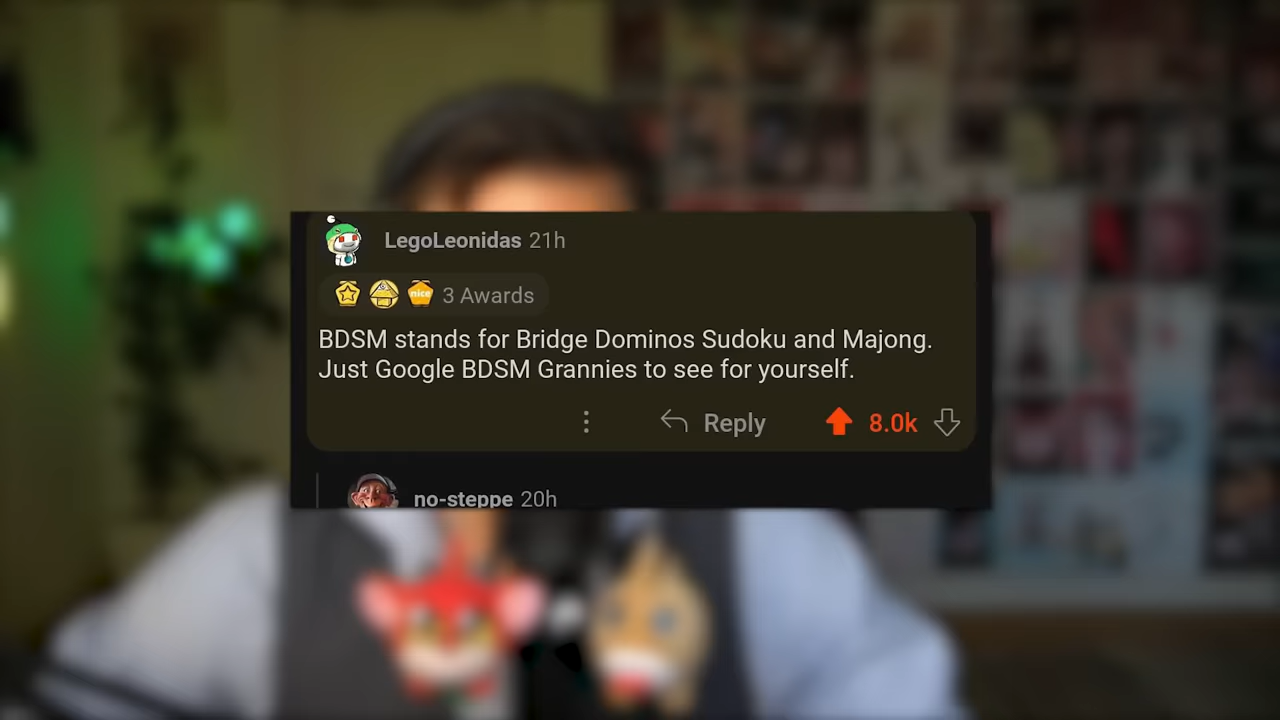 LegoLeonidas 21h
nice 3 Awards
BDSM stands for Bridge Dominos Sudoku and Majong.
Just Google BDSM Grannies to see for yourself.
Reply 8.0k
no-steppe 20h